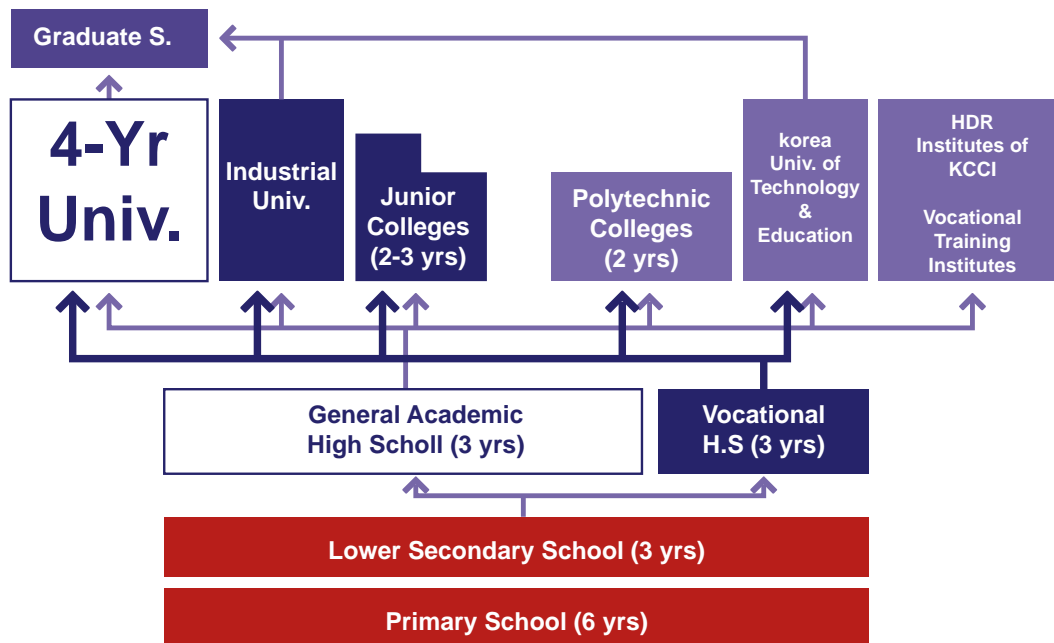 Graduate S.
4-Yr
Univ.
Industrial
Univ.
Junior
Colleges
(2-3 yrs)
Polytechnic
Colleges
(2 yrs)
korea
Univ. of
Technology
&
Education
HDR
Institutes of
KCCI
Vocational
Training
Institutes
General Academic
High Scholl (3 yrs)
Vocational
H.S (3 yrs)
Lower Secondary School (3 yrs)
Primary School (6 yrs)